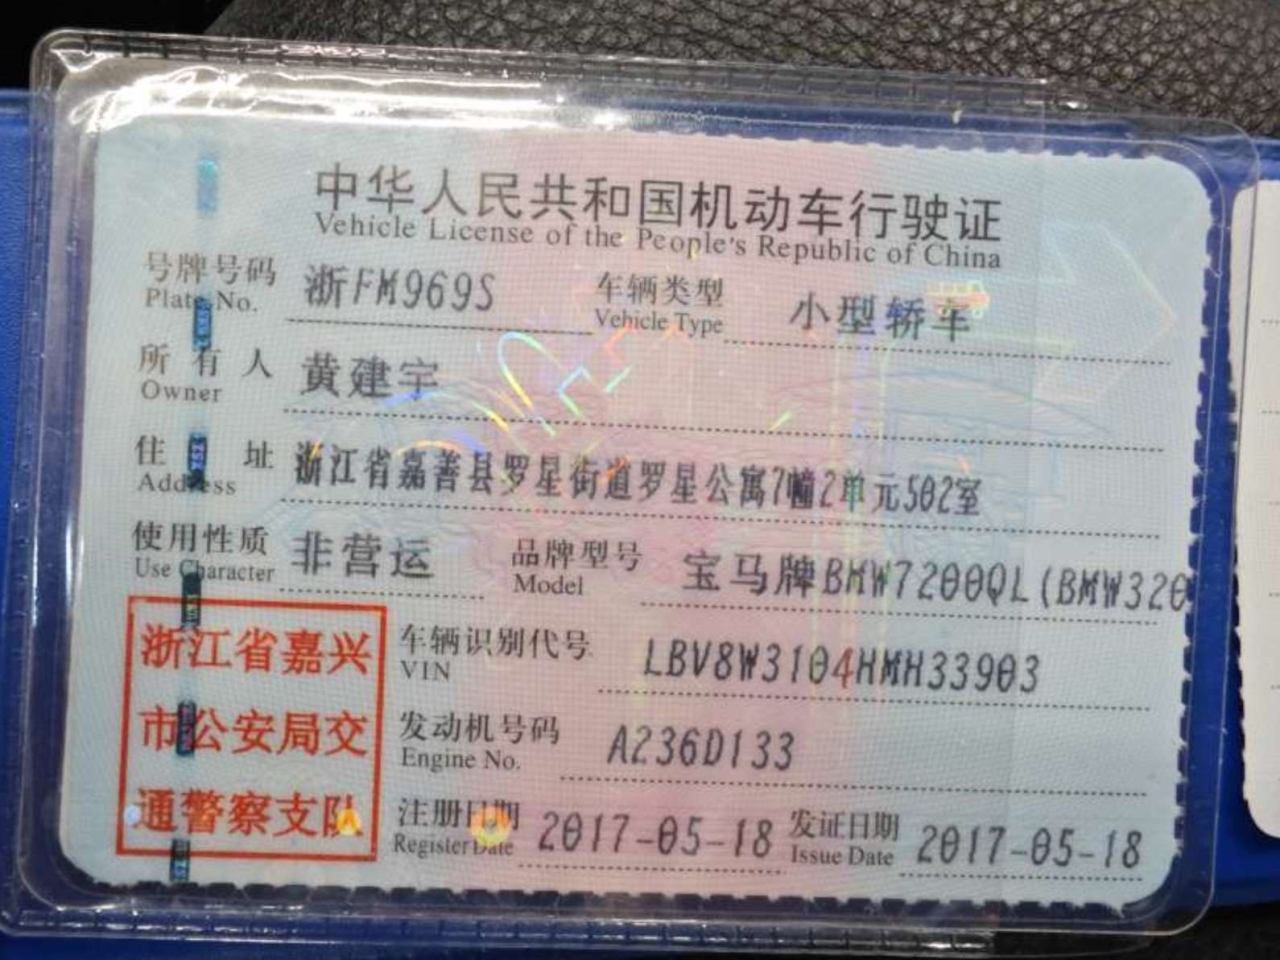 中华人民共和国机动车行驶证
Vehicle License of the People's Republic of China
号牌号码 浙FM969S 车辆类型 小型轿车
Plate No. Vehicle Type
所有人 黄建宇
Owner
住址 浙江省嘉善县罗星街道罗星公寓7幢2单元502室
Address
使用性质 非营运 品牌型号 宝马牌BMW7200QL(BMW320
Use Character Model
浙江省嘉兴
市公安局交
通警察支队
车辆识别代号 LBV8W3104HMH33903
VIN
发动机号码 A236D133
Engine No.
注册日期 2017-05-18 发证日期 2017-05-18
Register Date Issue Date